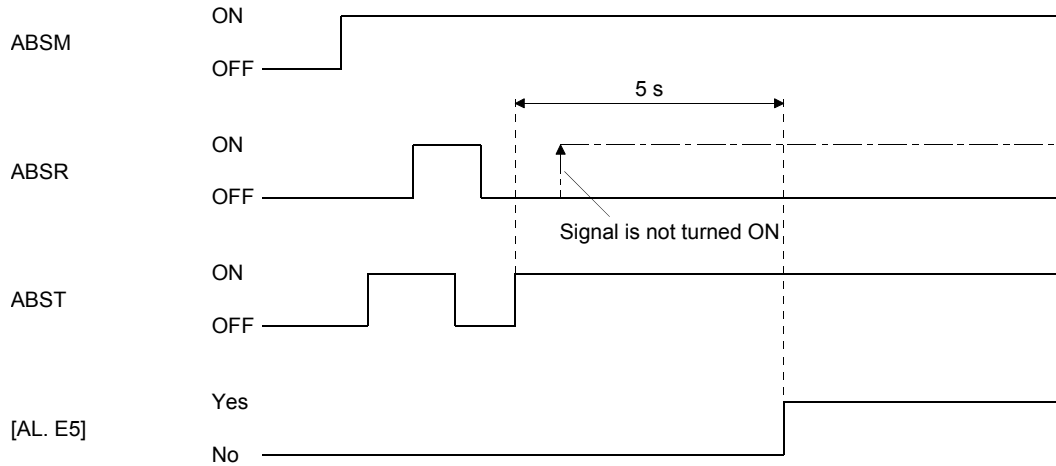 ON
ABSM
OFF
5 s
ON
ABSR
OFF
Signal is not turned ON
ON
ABST
OFF
Yes
[AL. E5]
No